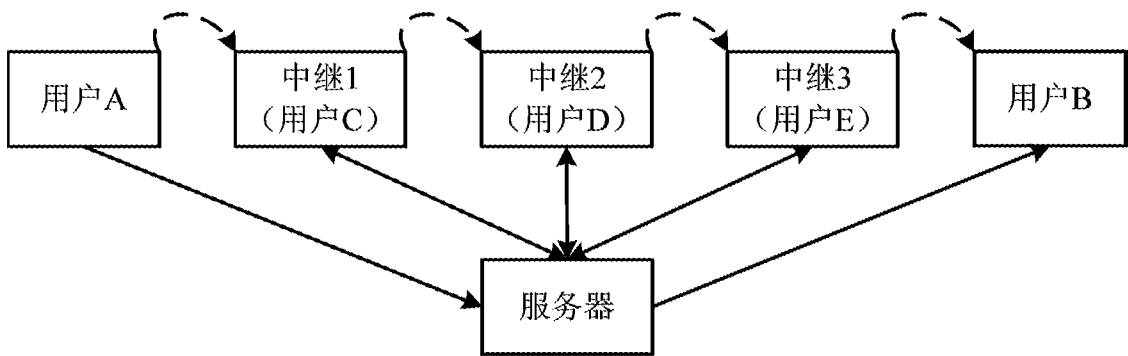 用户A
中继1
（用户C）
中继2
（用户D）
中继3
（用户E）
用户B
服务器